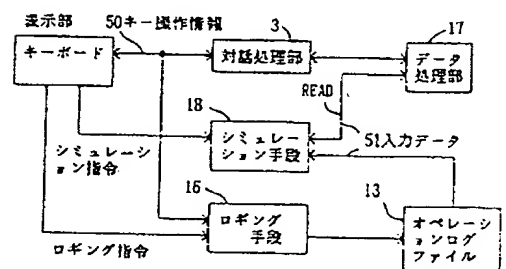 表示部
50キー操作情報
3
17
キーボード
対話処理部
データ
処理部
18
READ
シミュレー
ション手段
51入力データ
シミュレーシ
ョン指令
16
13
ロギング
手段
オペレーシ
ョンログ
ファイル
ロギング指令